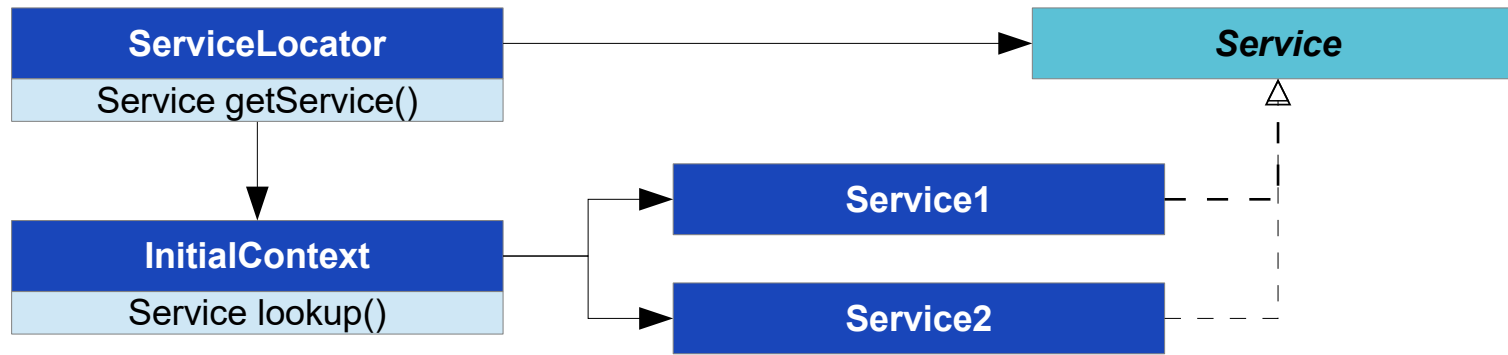 ServiceLocator
Service getService()
Service
InitialContext
Service lookup()
Service1
Service2